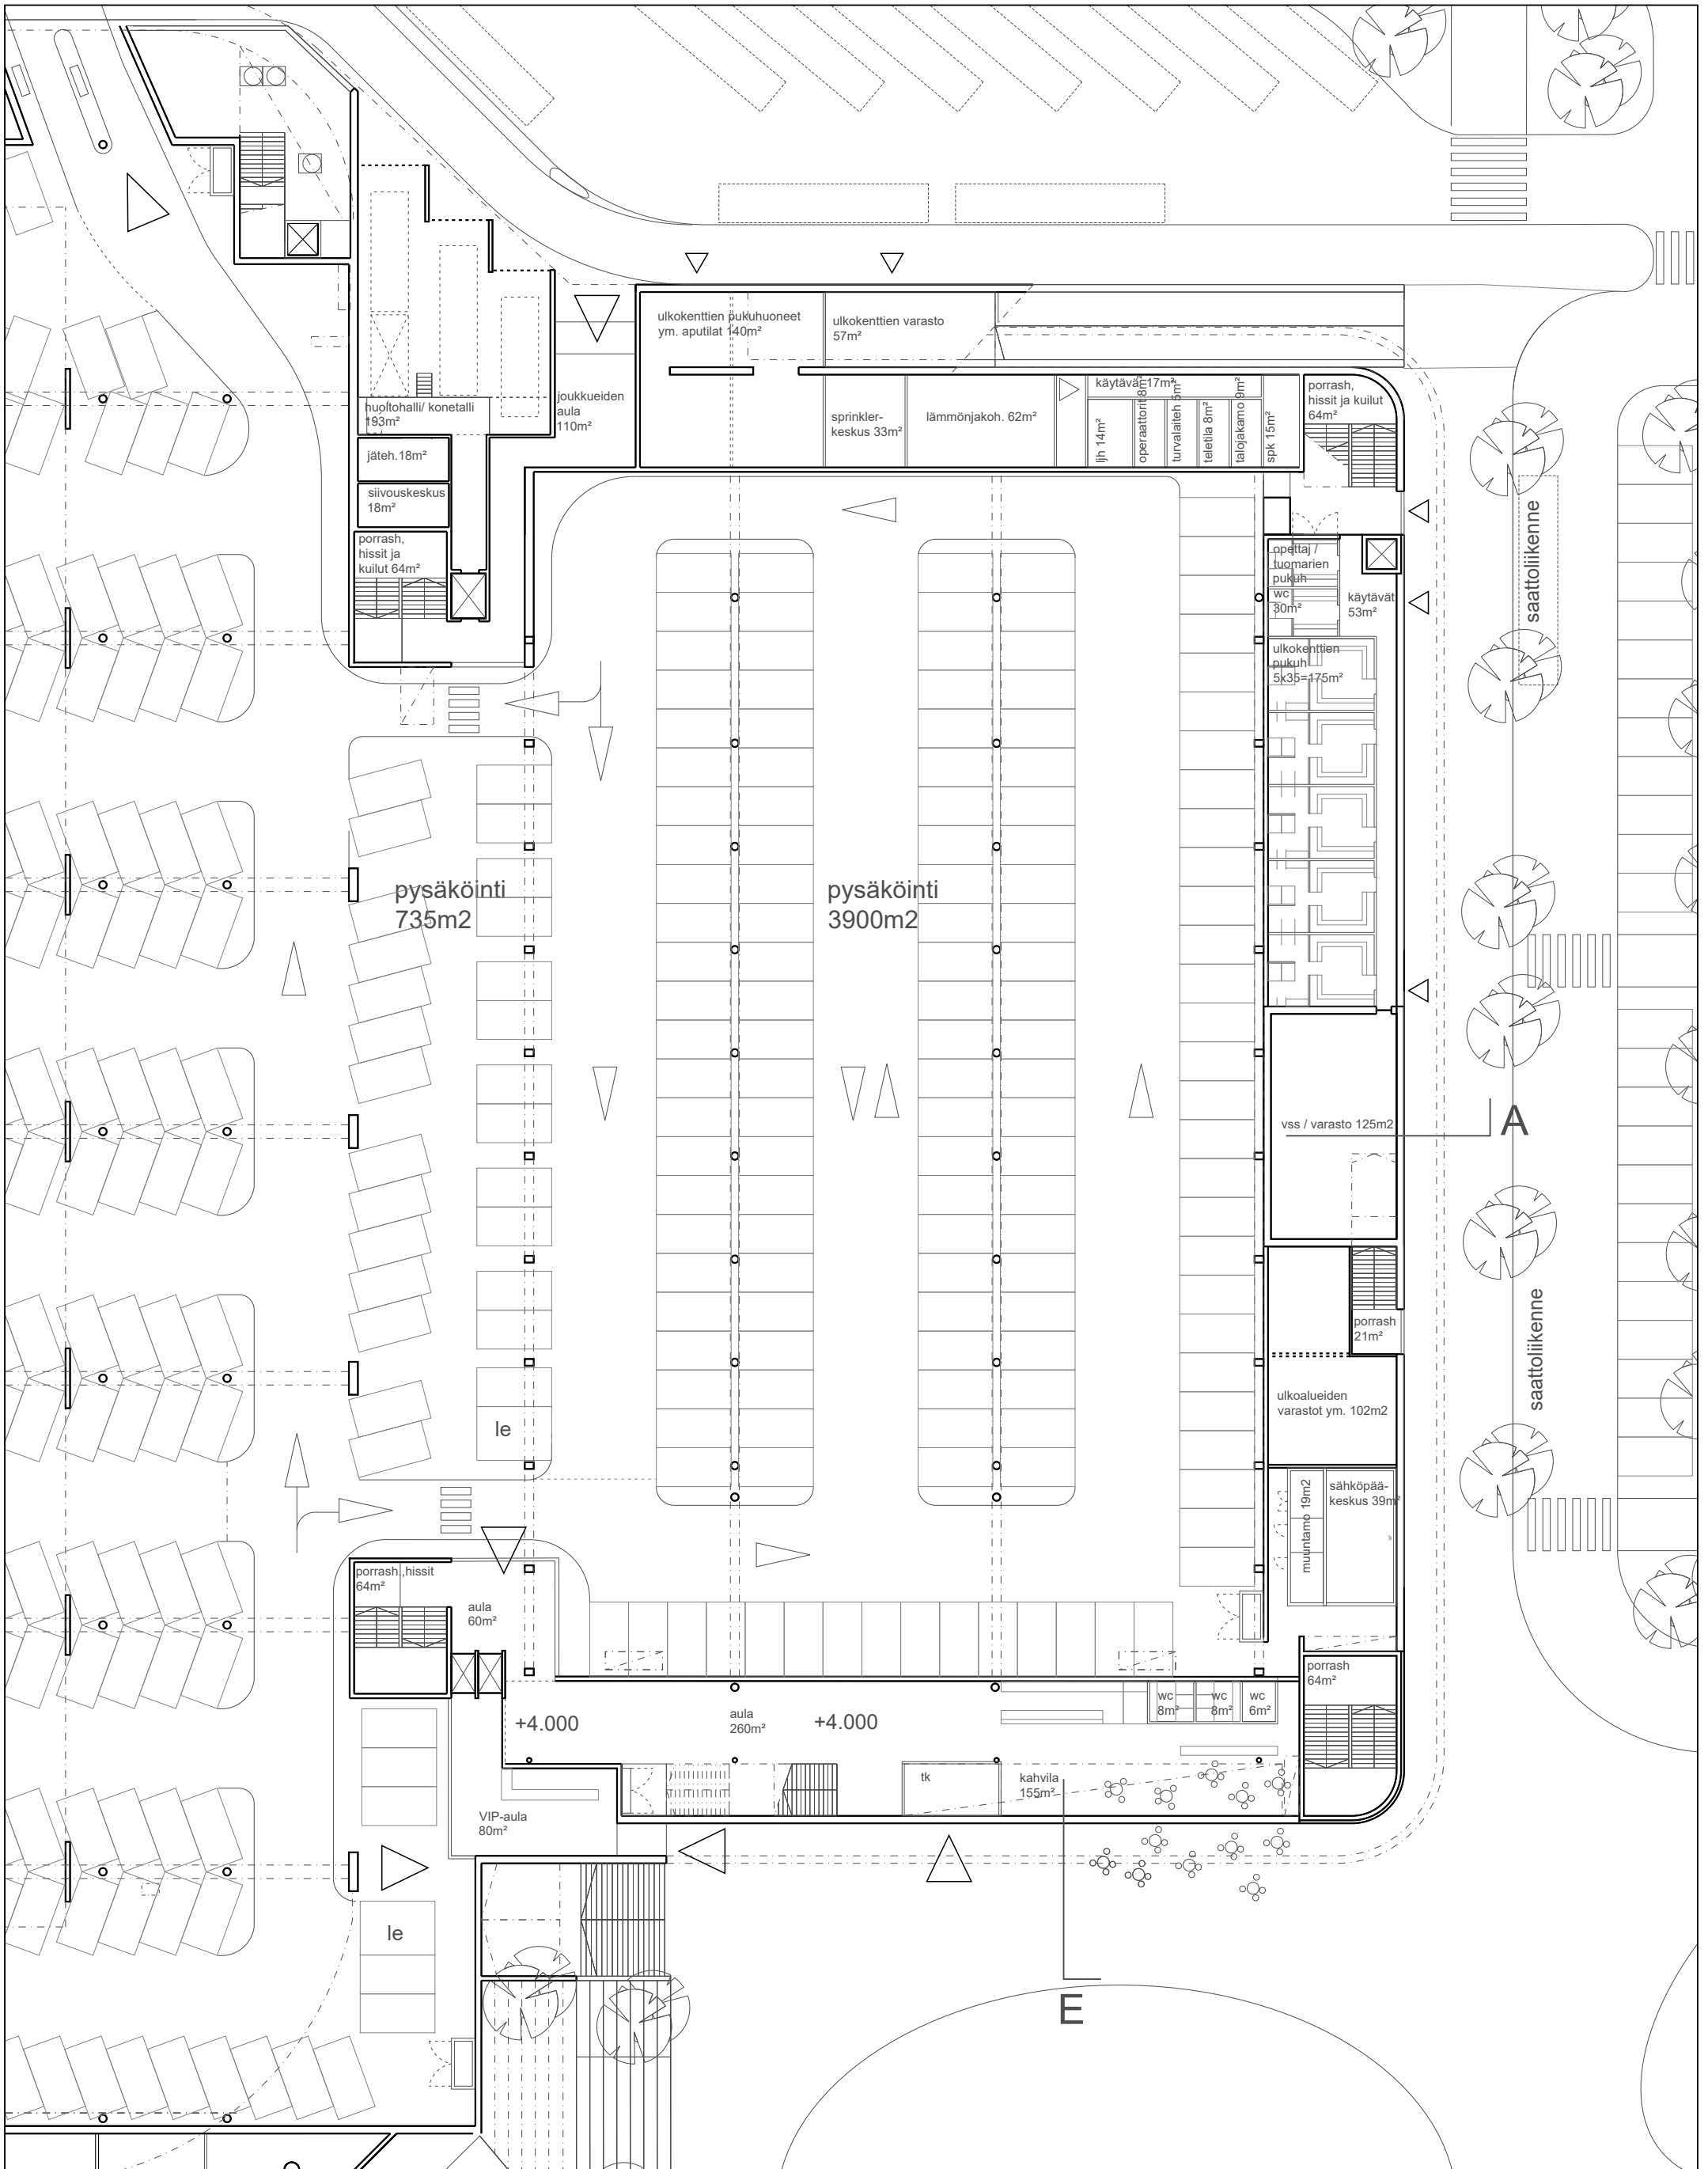 ulkokenttien pukuhuoneet
ym. aputilat 140m²
ulkokenttien varasto
57m²
joukkueiden
aula
110m²
huoltohalli/ konetalli
193m²
jäteh.18m²
siivouskeskus
18m²
porrash,
hissit ja
kuilut 64m²
sprinkler-
keskus 33m²
lämmönjakoh. 62m²
käytävä 17m²
ljh 14m²
operaattorit 8m²
turvalaiteh 5m²
teletila 8m²
talojakamo 9m²
spk 15m²
porrash,
hissit ja kuilut
64m²
opettaj /
tuomarien
pukuh
wc
30m²
käytävät
53m²
ulkokenttien
pukuh
5x35=175m²
saattoliikenne
pysäköinti
735m2
pysäköinti
3900m2
vss / varasto 125m2
A
porrash
21m²
saattoliikenne
ulkoalueiden
varastot ym. 102m2
le
muuntamo 19m2
sähköpää-
keskus 39m²
porrash.,hissit
64m²
aula
60m²
porrash
64m²
wc
8m²
wc
8m²
wc
6m²
+4.000
aula
260m²
+4.000
tk
kahvila
155m²
VIP-aula
80m²
le
E